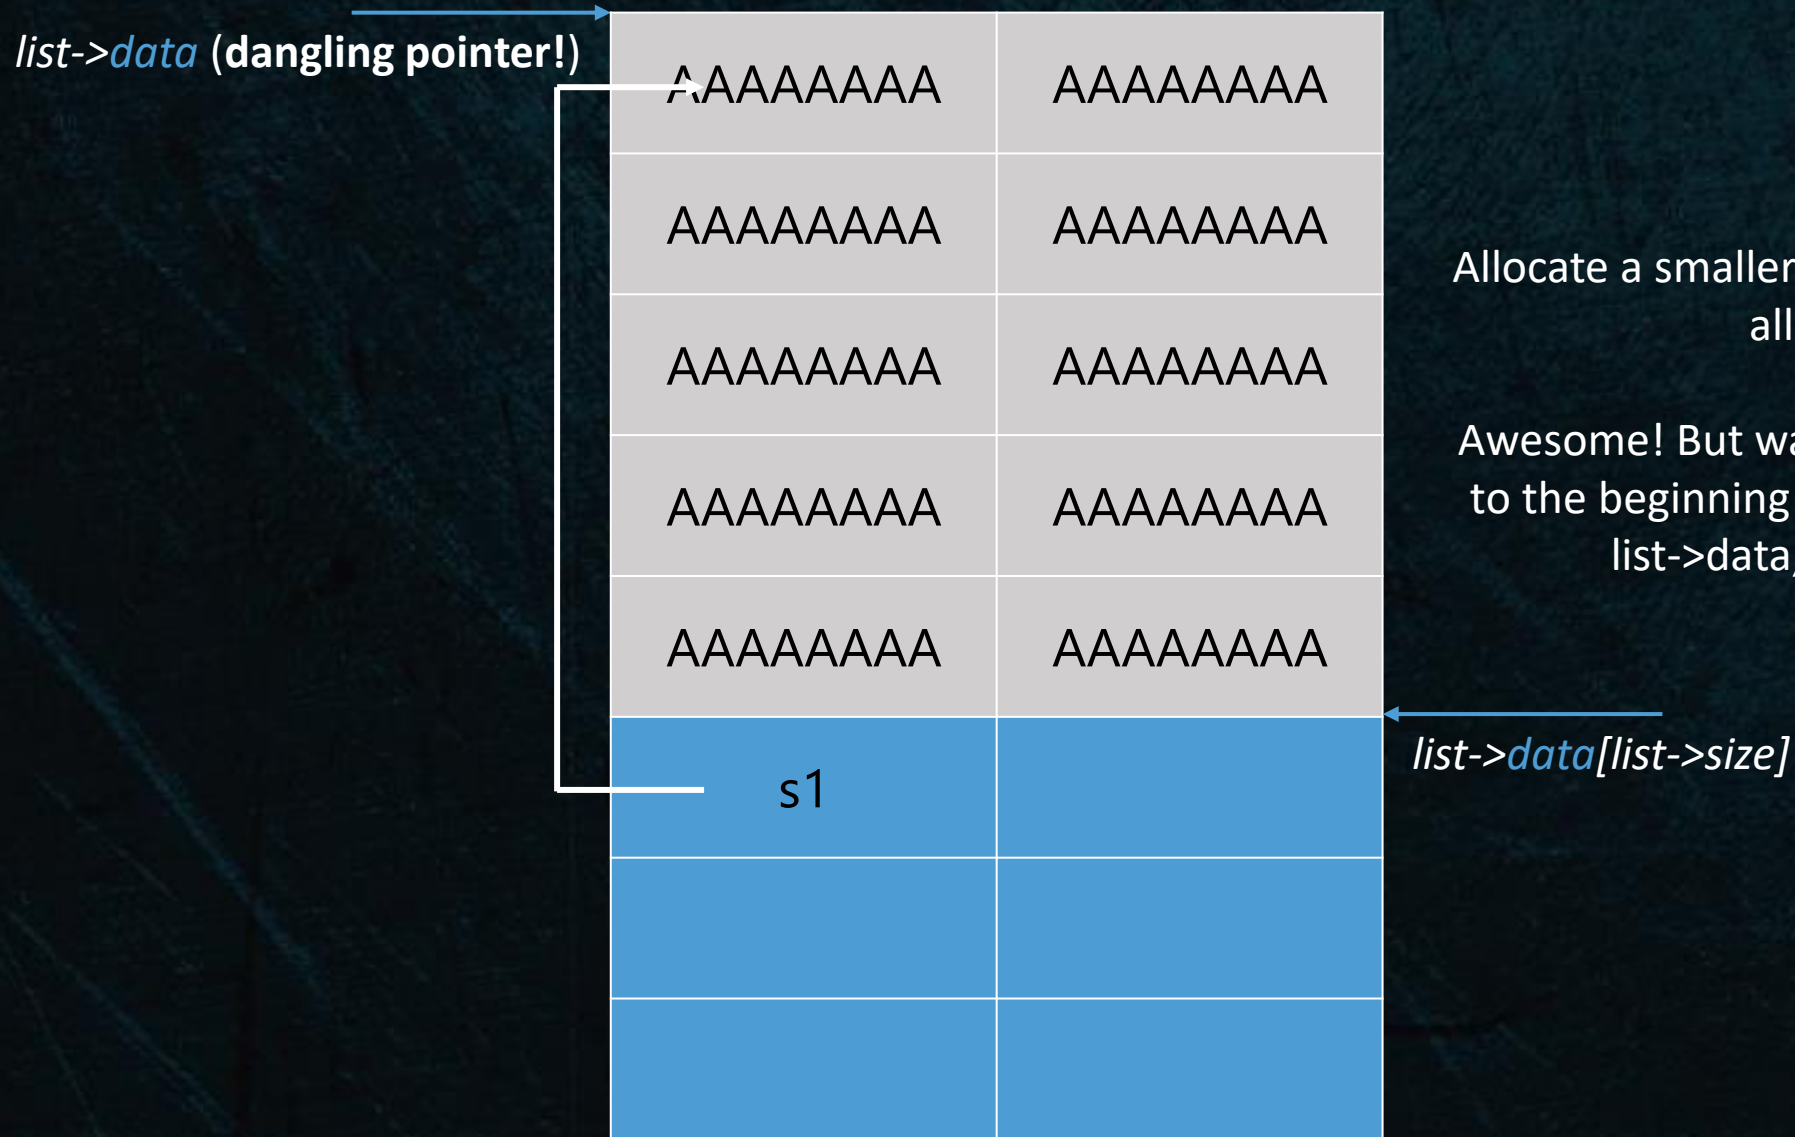 list->data (dangling pointer!)
AAAAAAAA AAAAAAAA
AAAAAAAA AAAAAAAA
AAAAAAAA AAAAAAAA
AAAAAAAA AAAAAAAA
AAAAAAAA AAAAAAAA
s1
Allocate a smaller
all
Awesome! But wa
to the beginning
list->data,
list->data[list->size]